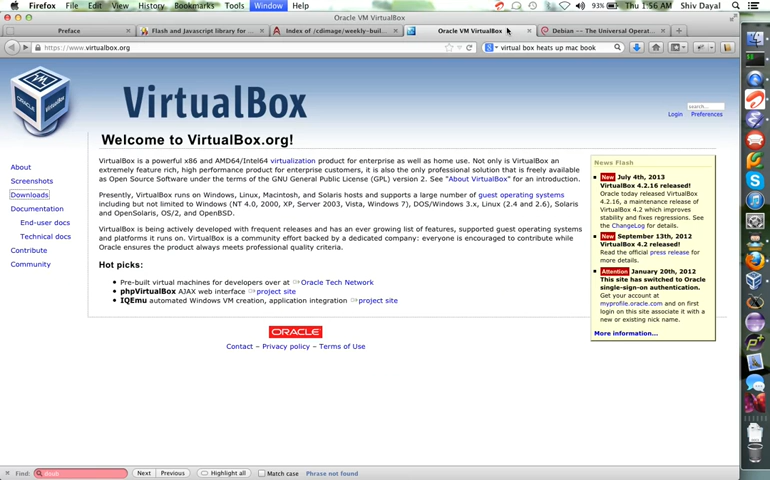 Firefox File Edit View History Bookmarks Tools Window Help
93% Thu 1:56 AM Shiv Dayal
Oracle VM VirtualBox
Preface
Flash and Javascript library for ...
Index of /cdimage/weekly-buil...
Oracle VM VirtualBox
Debian -- The Universal Operat...
https://www.virtualbox.org
virtual box heats up mac book
VM
ORACLE
VirtualBox
VirtualBox
search...
Login Preferences
Welcome to VirtualBox.org!
About
Screenshots
Downloads
Documentation
End-user docs
Technical docs
Contribute
Community
VirtualBox is a powerful x86 and AMD64/Intel64 virtualization product for enterprise as well as home use. Not only is VirtualBox an
extremely feature rich, high performance product for enterprise customers, it is also the only professional solution that is freely
available as Open Source Software under the terms of the GNU General Public License (GPL) version 2. See "About VirtualBox" for an introduction.
Presently, VirtualBox runs on Windows, Linux, Macintosh, and Solaris hosts and supports a large number of guest operating systems
including but not limited to Windows (NT 4.0, 2000, XP, Server 2003, Vista, Windows 7), DOS/Windows 3.x, Linux (2.4 and 2.6), Solaris
and OpenSolaris, OS/2, and OpenBSD.
VirtualBox is being actively developed with frequent releases and has an ever growing list of features, supported guest operating systems
and platforms it runs on. VirtualBox is a community effort backed by a dedicated company: everyone is encouraged to contribute while
Oracle ensures the product always meets professional quality criteria.
Hot picks:
Pre-built virtual machines for developers over at Oracle Tech Network
phpVirtualBox AJAX web interface project site
IQEmu automated Windows VM creation, application integration project site
News Flash
New July 4th, 2013
VirtualBox 4.2.16 released!
Oracle today released VirtualBox
4.2.16, a maintenance release of
VirtualBox 4.2 which improves
stability and fixes regressions. See
the ChangeLog for details.
New September 13th, 2012
VirtualBox 4.2 released!
Read the official press release for
more details.
Attention January 20th, 2012
This site has switched to Oracle
single-sign-on authentication.
Get your account at
myprofile.oracle.com and on first
login on this site associate it with a
new or existing nick name.
More information...
ORACLE
Contact – Privacy policy – Terms of Use
Find: Next Previous Highlight all Match case Phrase not found